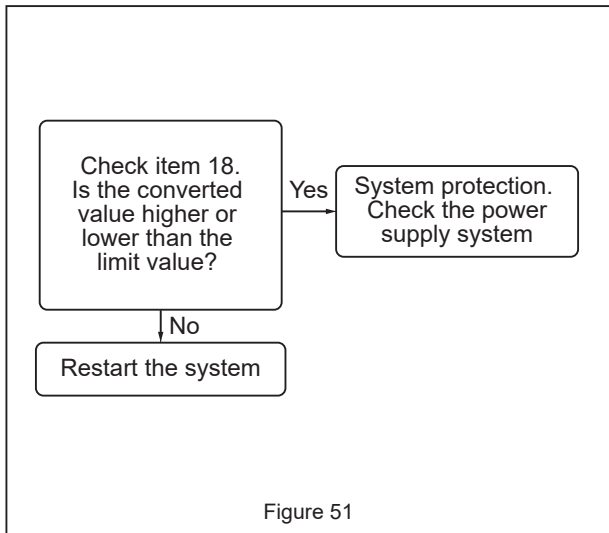 Check item 18.
Is the converted
value higher or
lower than the
limit value?
Yes
System protection.
Check the power
supply system
No
Restart the system
Figure 51